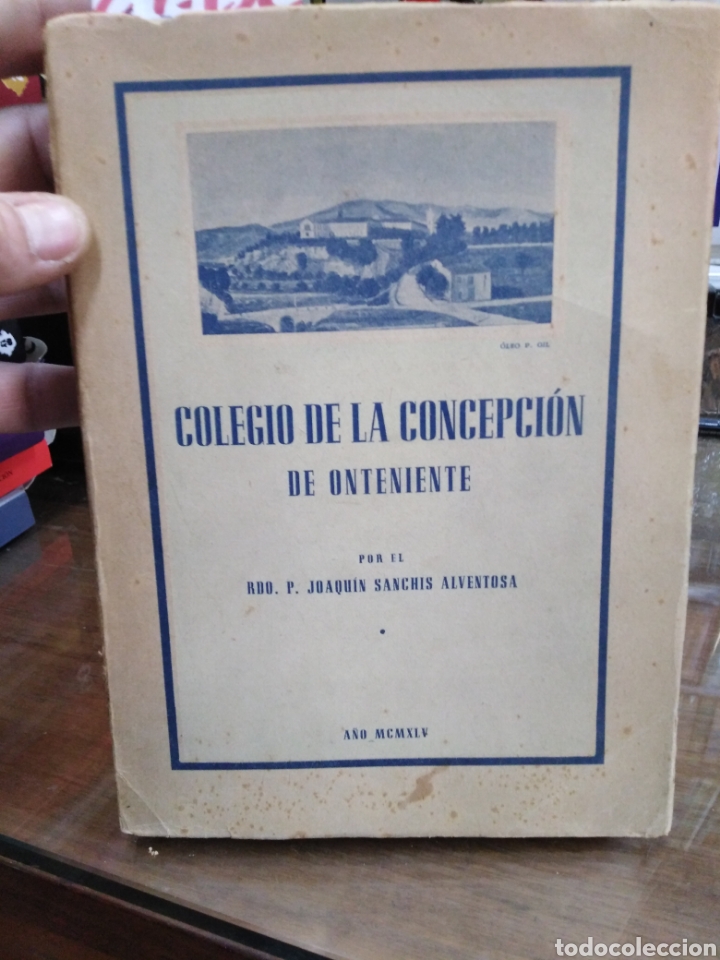 ÓLEO P. GIL
COLEGIO DE LA CONCEPCIÓN
DE ONTENIENTE
POR EL
RDO. P. JOAQUÍN SANCHIS ALVENTOSA
AÑO MCMXLV
todocoleccion